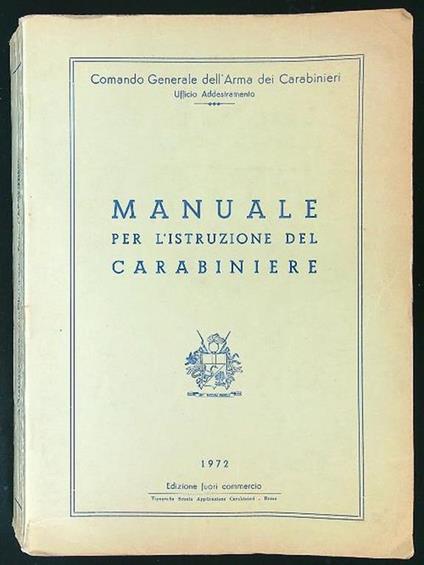 Comando Generale dell'Arma dei Carabinieri
Ufficio Addestramento
MANUALE
PER L'ISTRUZIONE DEL
CARABINIERE
1972
Edizione fuori commercio
Tipografia Scuola Applicazione Carabinieri - Roma